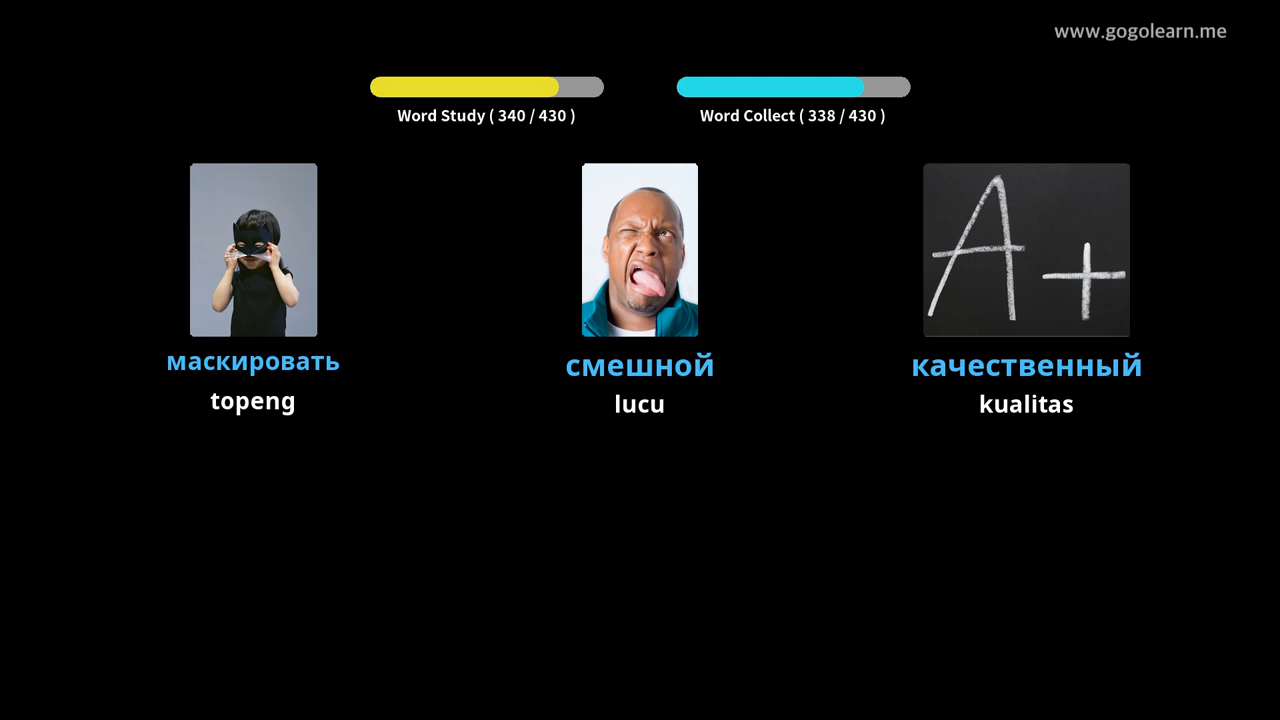 www.gogolearn.me
Word Study ( 340 / 430 )
Word Collect ( 338 / 430 )
A+
маскировать
topeng
смешной
lucu
качественный
kualitas